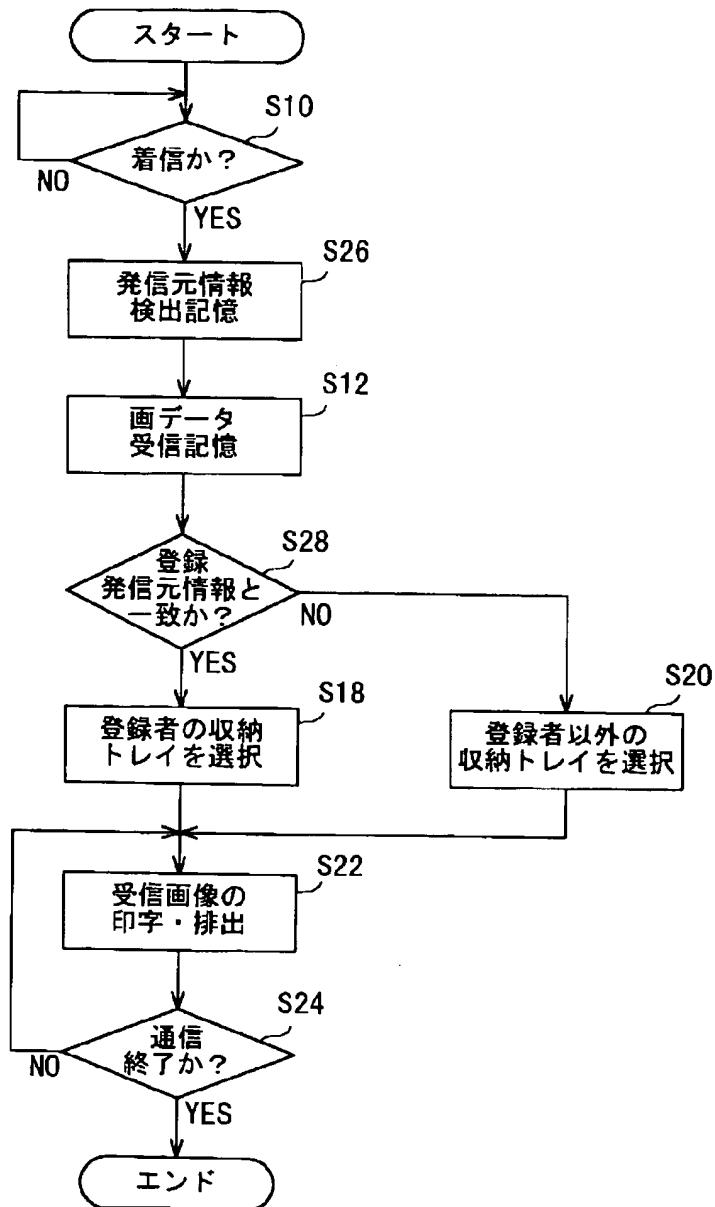 スタート
S10
着信か?
NO
YES
S26
発信元情報
検出記憶
S12
画データ
受信記憶
S28
登録
発信元情報と
一致か?
NO
YES
S18
登録者の収納
トレイを選択
S20
登録者以外の
収納トレイを選択
S22
受信画像の
印字・排出
S24
通信
終了か?
NO
YES
エンド